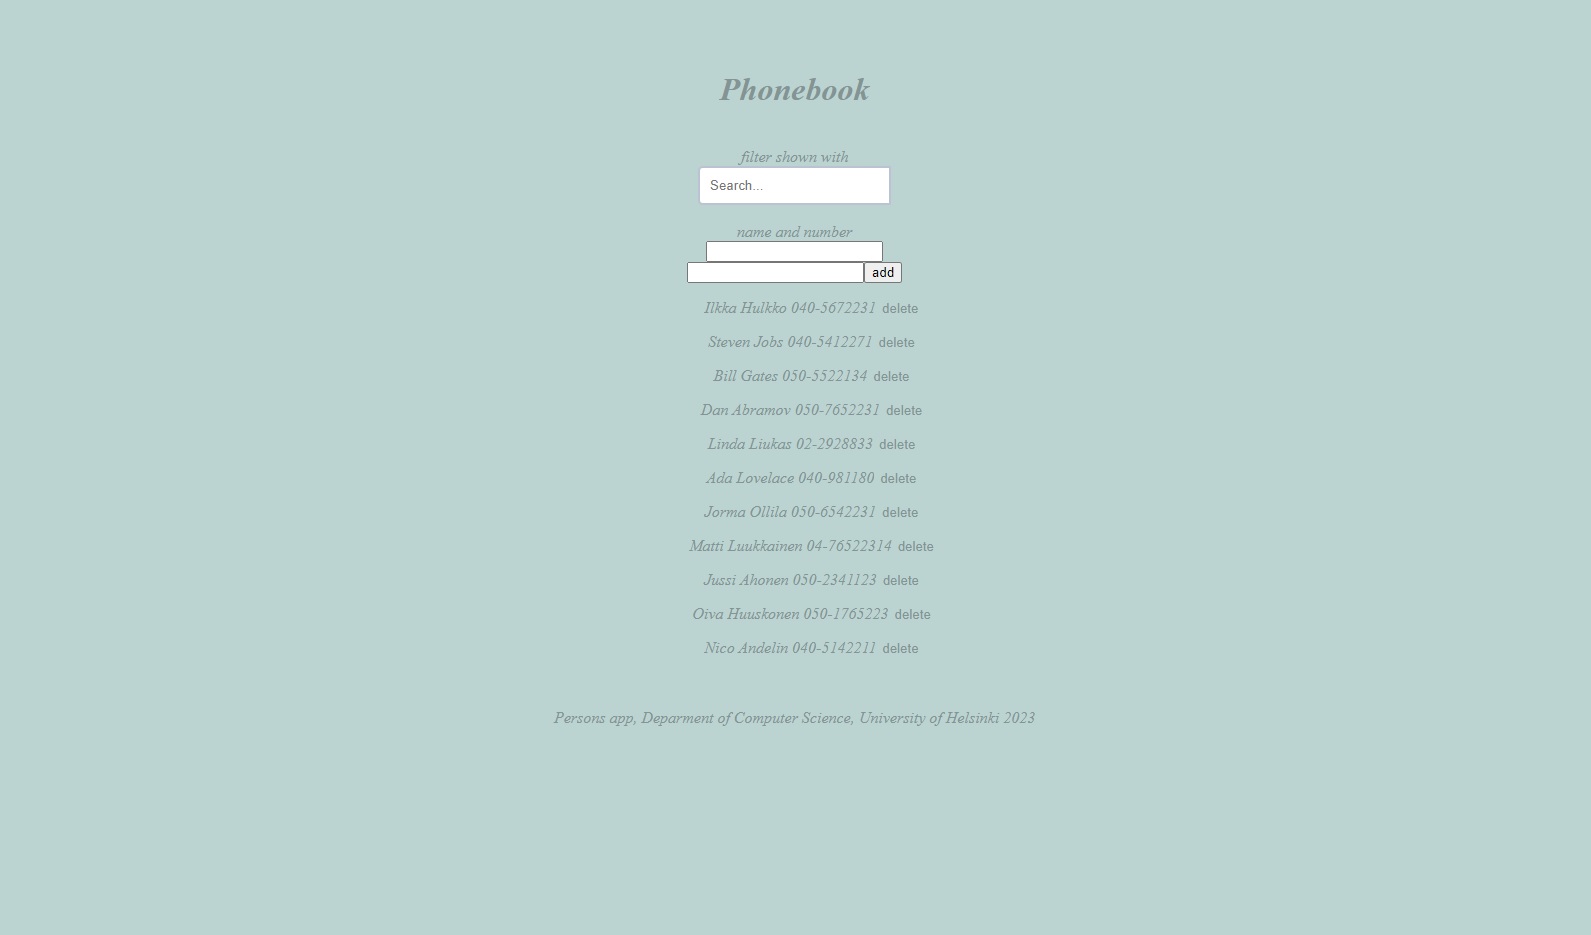 Phonebook
filter shown with
Search...
name and number
add
Ilkka Hulkko 040-5672231 delete
Steven Jobs 040-5412271 delete
Bill Gates 050-5522134 delete
Dan Abramov 050-7652231 delete
Linda Liukas 02-2928833 delete
Ada Lovelace 040-981180 delete
Jorma Ollila 050-6542231 delete
Matti Luukkainen 04-76522314 delete
Jussi Ahonen 050-2341123 delete
Oiva Huuskonen 050-1765223 delete
Nico Andelin 040-5142211 delete
Persons app, Deparment of Computer Science, University of Helsinki 2023